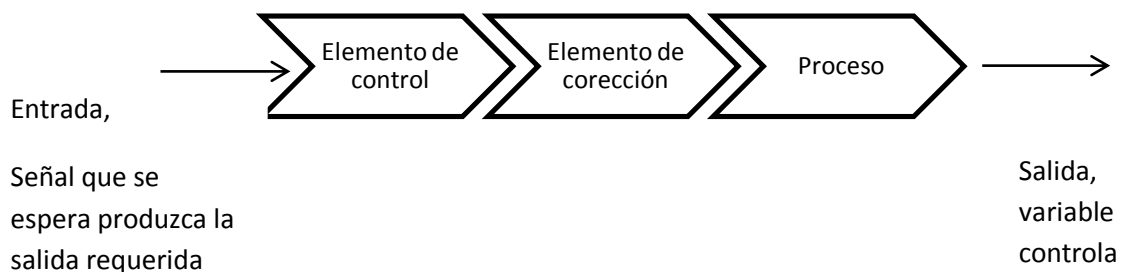 Elemento de
control
Elemento de
corección
Proceso
Entrada,
Señal que se
espera produzca la
salida requerida
Salida,
variable
controla